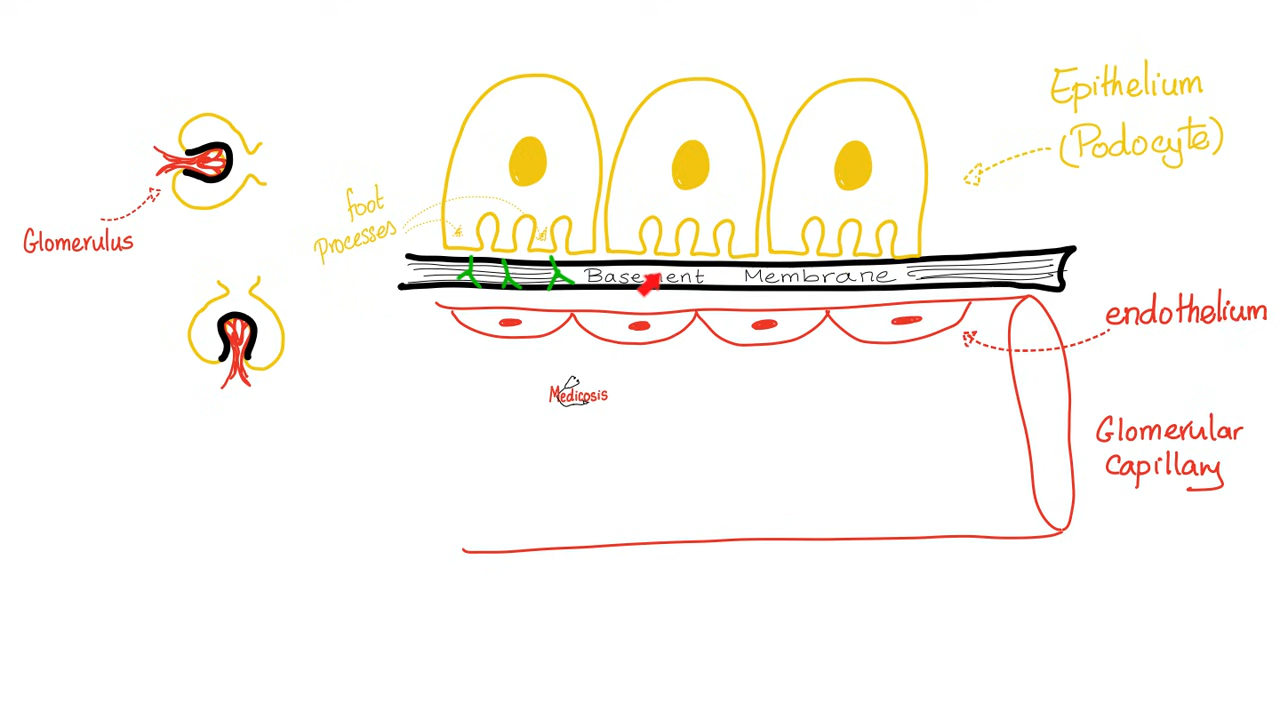 Epithelium
(Podocyte)
foot
processes
Glomerulus
Basement Membrane
endothelium
Medicosis
Glomerular
Capillary